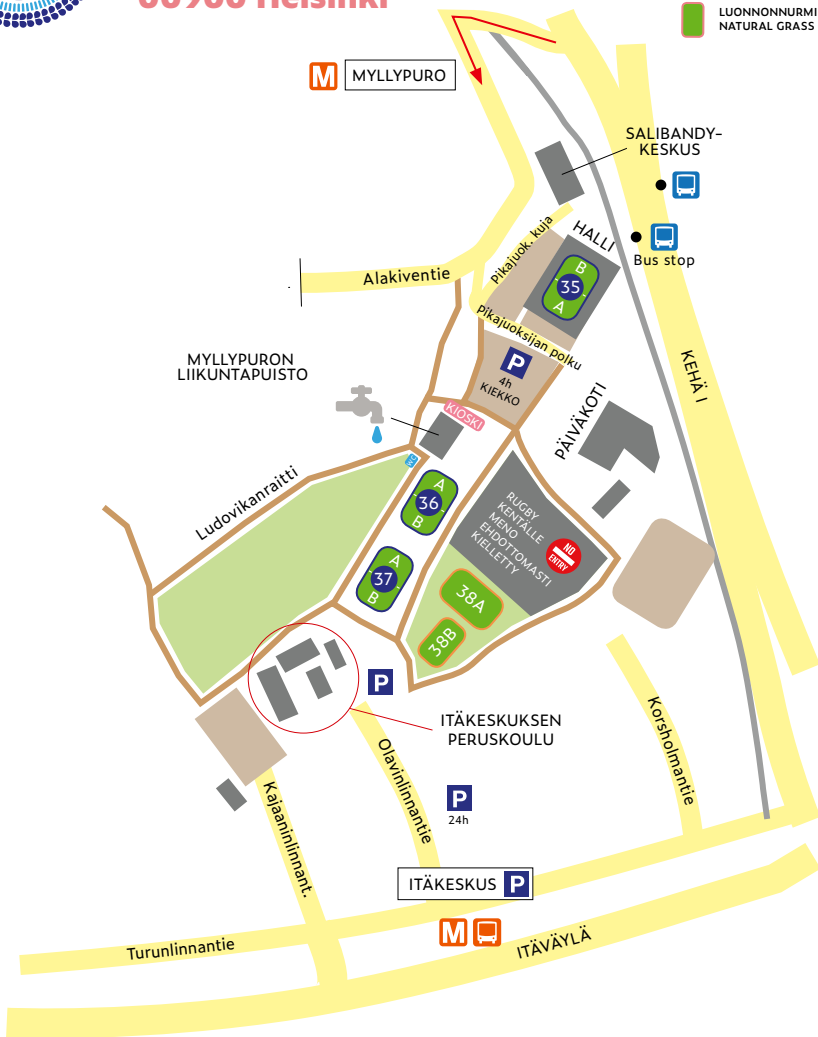 00900 Helsinki
LUONNONNURMI
NATURAL GRASS
M MYLLYPURO
SALIBANDY-
KESKUS
Pikajuok. kuja
HALLI
B
35
A
Bus stop
Alakiventie
Pikajuoksijan polku
P
4h
KIEKKO
KEHÄ I
MYLLYPURON
LIIKUNTAPUISTO
KIOSKI
PÄIVÄKOTI
WC
Ludovikanraitti
A
36
B
RUGBY
KENTÄLLE
MENO
EHDOTTOMASTI
KIELLETTY
NO
ENTRY
A
37
B
38A
38B
P
ITÄKESKUKSEN
PERUSKOULU
Korsholmantie
Olavinlinnantie
Kajaaninlinnant.
P
24h
ITÄKESKUS P
M
Turunlinnantie
ITÄVÄYLÄ